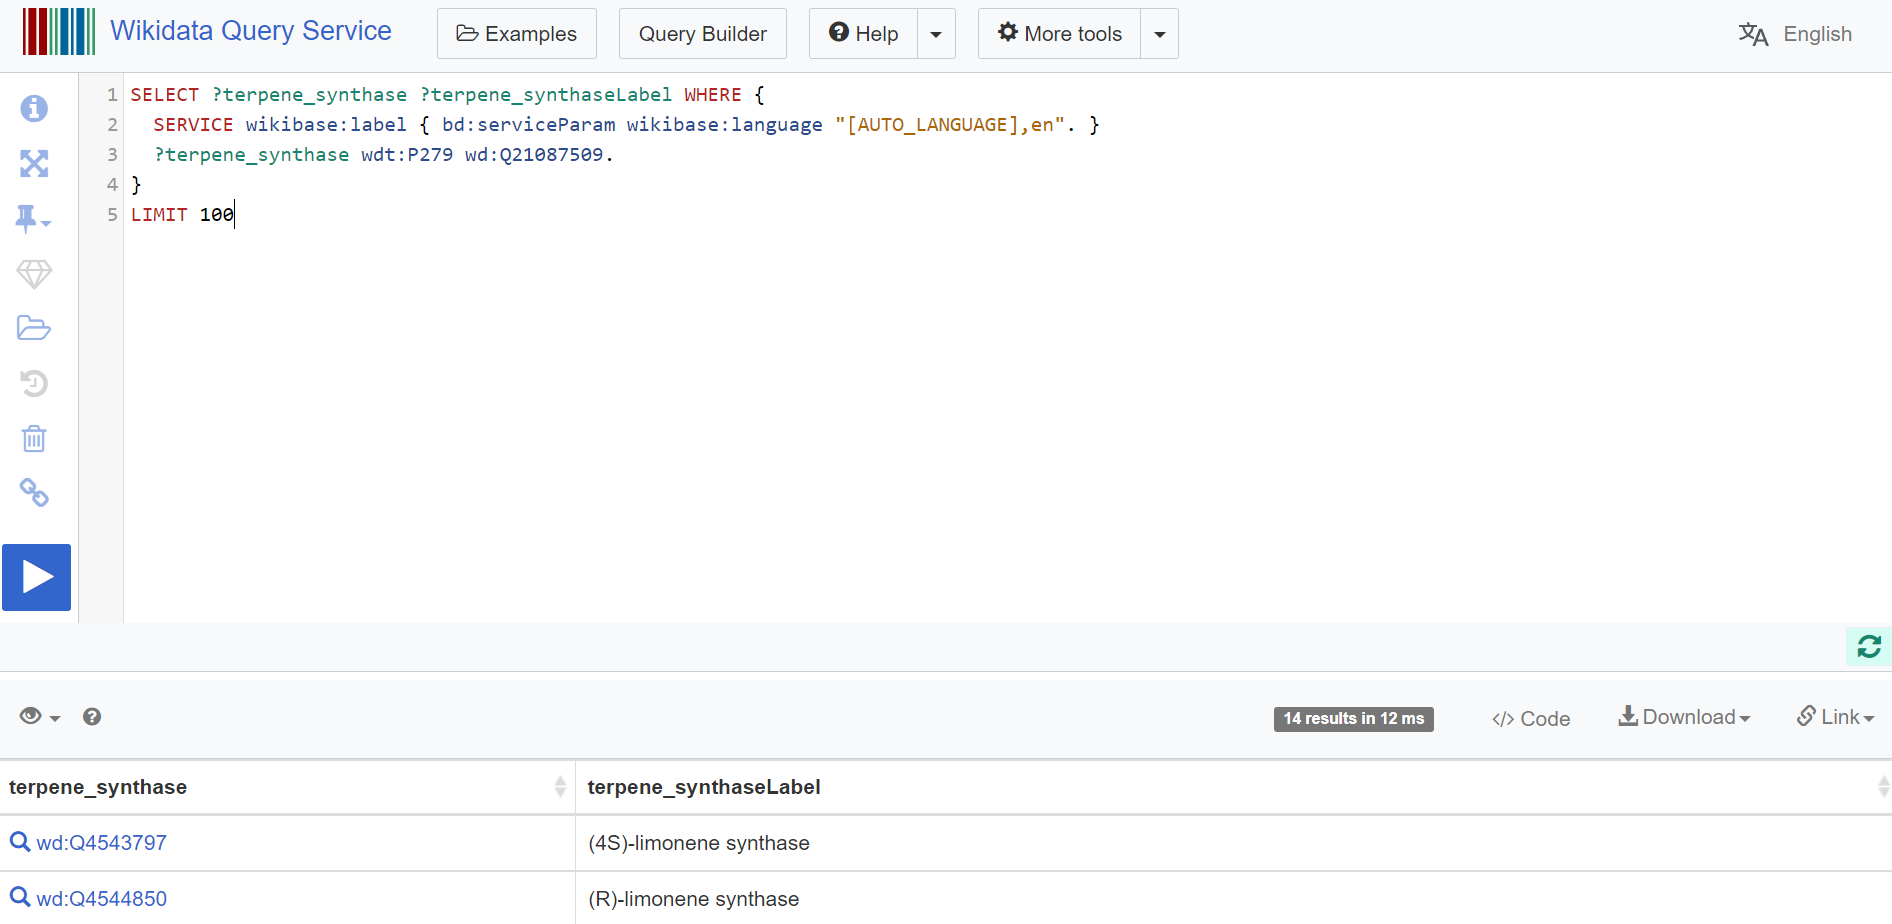 Wikidata Query Service Examples Query Builder Help More tools English
1 SELECT ?terpene_synthase ?terpene_synthaseLabel WHERE {
2 SERVICE wikibase:label { bd:serviceParam wikibase:language "[AUTO_LANGUAGE],en". }
3 ?terpene_synthase wdt:P279 wd:Q21087509.
4 }
5 LIMIT 100
14 results in 12 ms </> Code Download Link
terpene_synthase terpene_synthaseLabel
wd:Q4543797 (4S)-limonene synthase
wd:Q4544850 (R)-limonene synthase